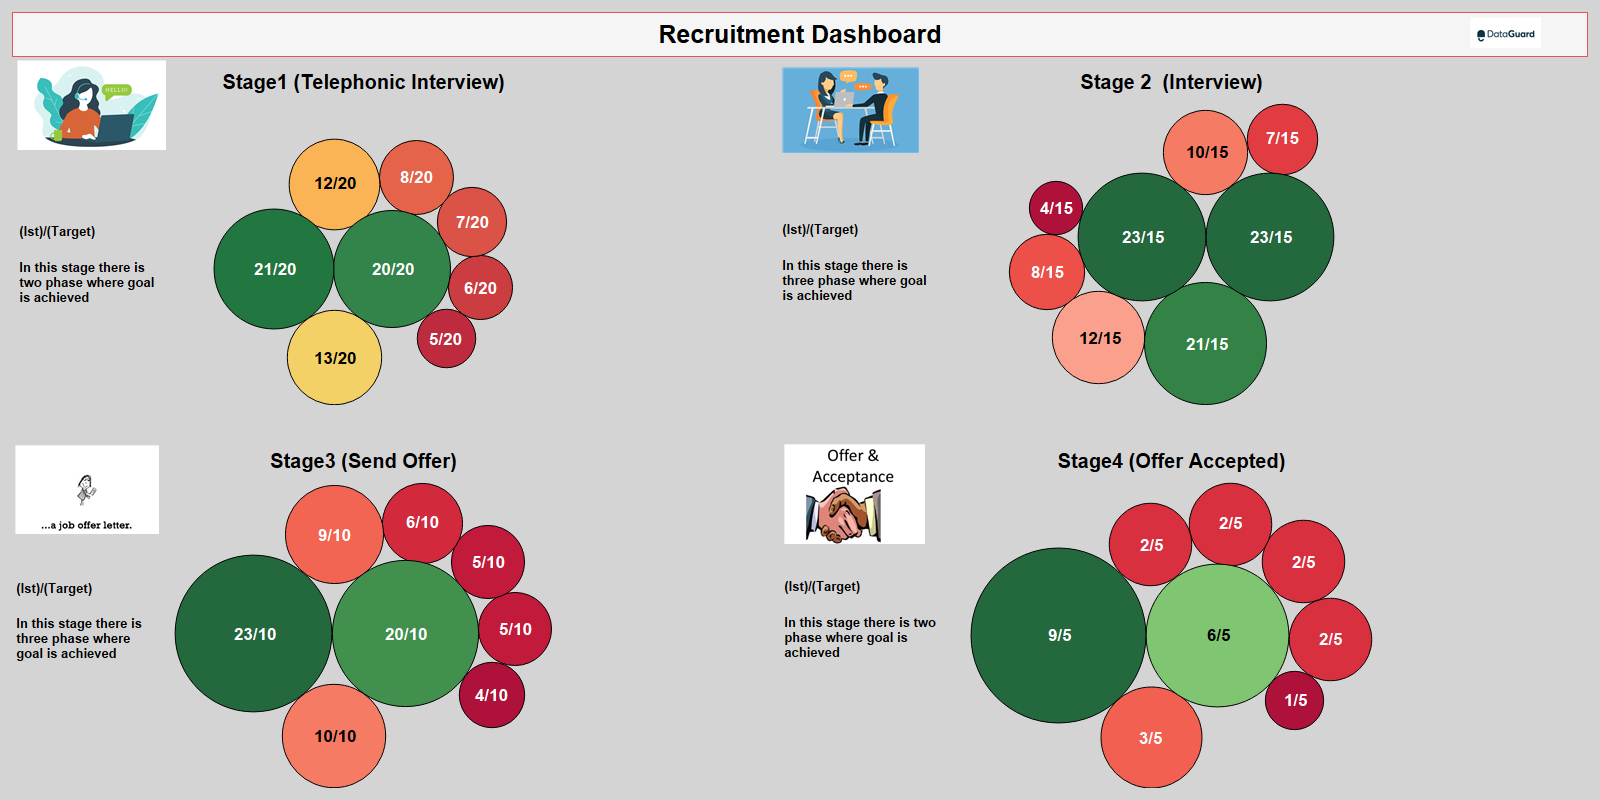 Recruitment Dashboard
DataGuard
Stage1 (Telephonic Interview)
HELLO!
(Ist)/(Target)
In this stage there is
two phase where goal
is achieved
12/20
8/20
7/20
21/20
20/20
6/20
5/20
13/20
Stage 2  (Interview)
(Ist)/(Target)
In this stage there is
three phase where goal
is achieved
10/15
7/15
4/15
23/15
23/15
8/15
12/15
21/15
Stage3 (Send Offer)
...a job offer letter.
(Ist)/(Target)
In this stage there is
three phase where
goal is achieved
9/10
6/10
5/10
23/10
20/10
5/10
4/10
10/10
Stage4 (Offer Accepted)
Offer &
Acceptance
(Ist)/(Target)
In this stage there is two
phase where goal is
achieved
2/5
2/5
2/5
9/5
6/5
2/5
1/5
3/5